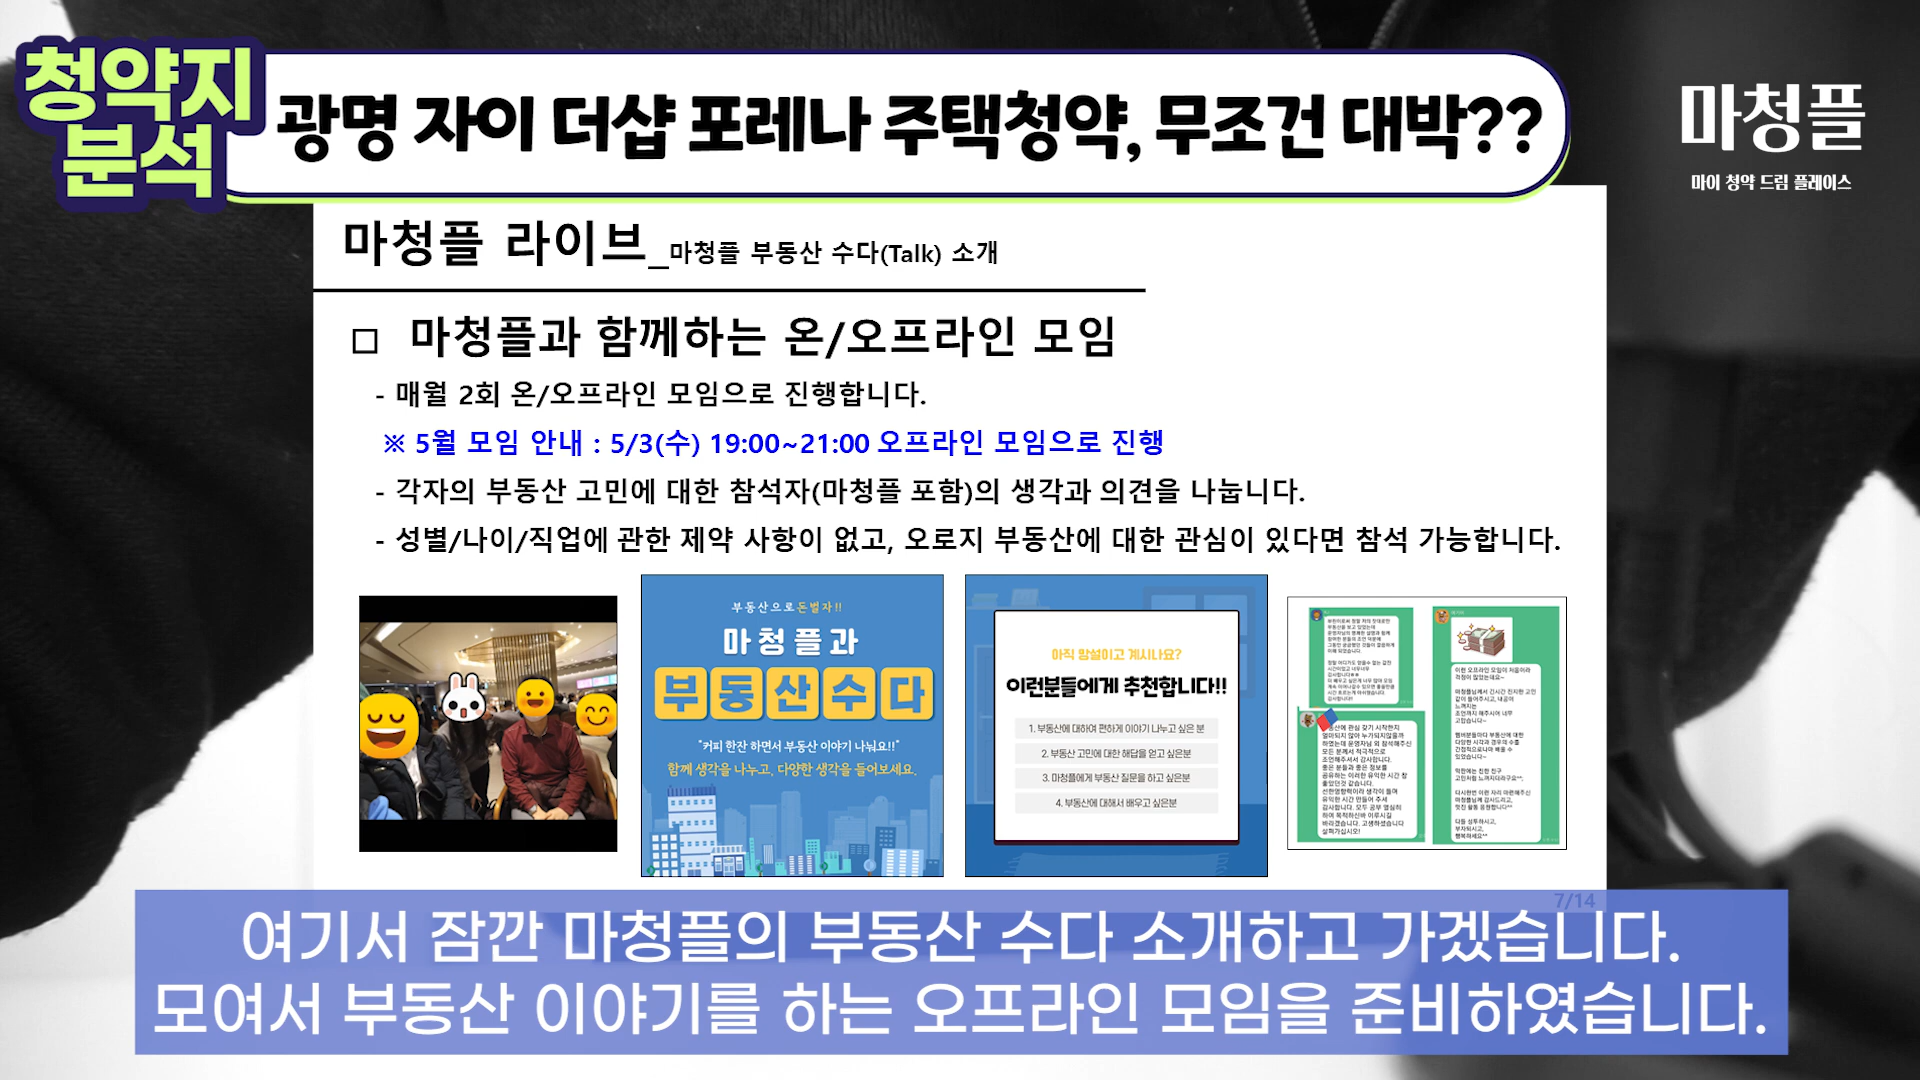 청약지
분석
광명 자이 더샵 포레나 주택청약, 무조건 대박??
마청플
마이 청약 드림 플레이스
마청플 라이브_마청플 부동산 수다(Talk) 소개
□ 마청플과 함께하는 온/오프라인 모임
- 매월 2회 온/오프라인 모임으로 진행합니다.
※ 5월 모임 안내 : 5/3(수) 19:00~21:00 오프라인 모임으로 진행
- 각자의 부동산 고민에 대한 참석자(마청플 포함)의 생각과 의견을 나눕니다.
- 성별/나이/직업에 관한 제약 사항이 없고, 오로지 부동산에 대한 관심이 있다면 참석 가능합니다.
부동산으로 돈벌자!!
마청플과
부동산수다
"커피 한잔 하면서 부동산 이야기 나눠요!!"
함께 생각을 나누고, 다양한 생각을 들어보세요.
아직 망설이고 계시나요?
이런분들에게 추천합니다!!
1. 부동산에 대하여 편하게 이야기 나누고 싶은 분
2. 부동산 고민에 대한 해답을 얻고 싶은분
3. 마청플에게 부동산 질문을 하고 싶은분
4. 부동산에 대해서 배우고 싶은분
7/14
여기서 잠깐 마청플의 부동산 수다 소개하고 가겠습니다.
모여서 부동산 이야기를 하는 오프라인 모임을 준비하였습니다.